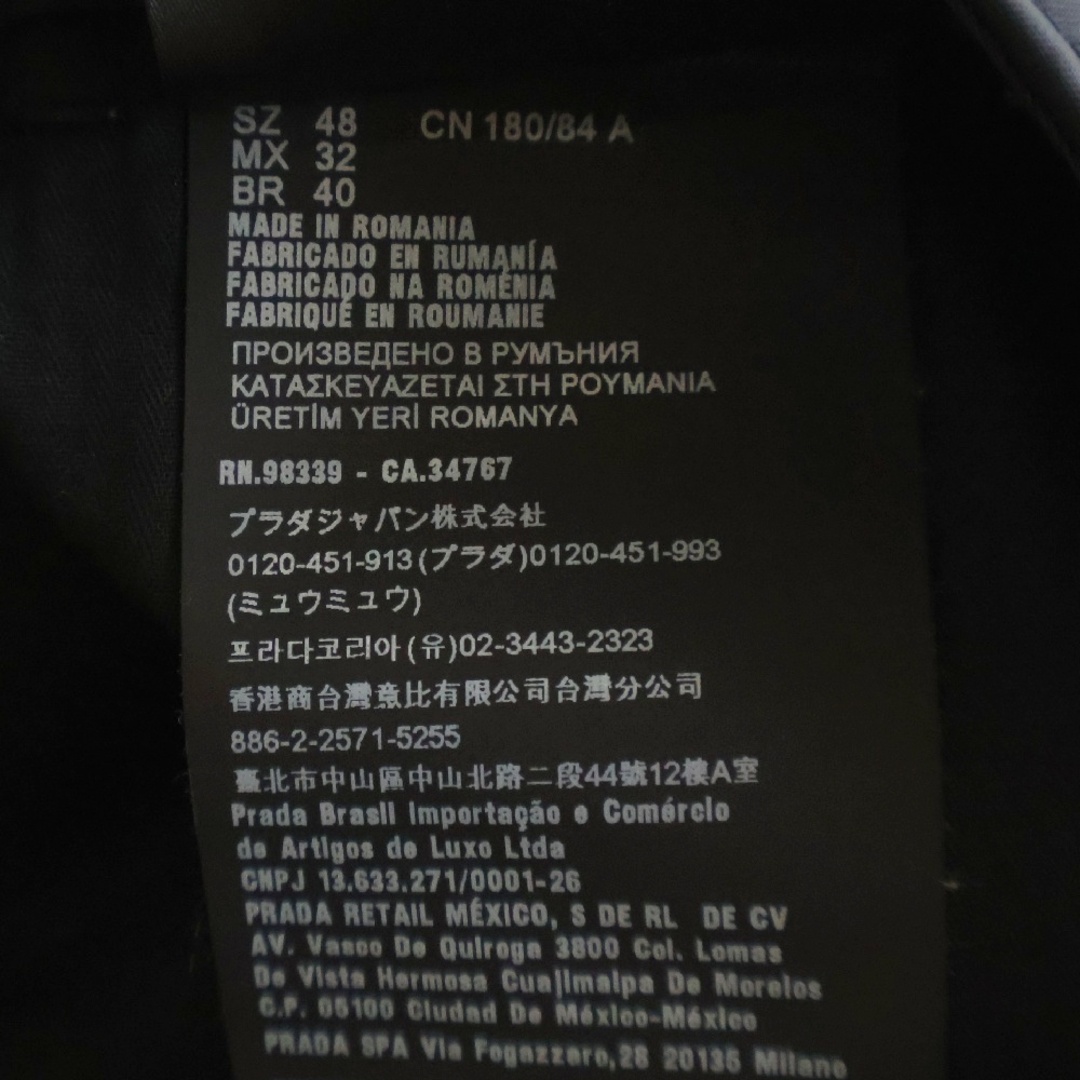 SZ 48 CN 180/84 A
MX 32
BR 40
MADE IN ROMANIA
FABRICADO EN RUMANÍA
FABRICADO NA ROMÉNIA
FABRIQUÉ EN ROUMANIE
ПРОИЗВЕДЕНО В РУМЪНИЯ
ΚΑΤΑΣΚΕΥΑΖΕΤΑΙ ΣΤΗ ΡΟΥΜΑΝΙΑ
ÜRETİM YERİ ROMANYA
RN.98339 - CA.34767
プラダジャパン株式会社
0120-451-913(プラダ)0120-451-993
(ミュウミュウ)
프라다코리아(유)02-3443-2323
香港商台灣意比有限公司台灣分公司
886-2-2571-5255
臺北市中山區中山北路二段44號12樓A室
Prada Brasil Importação e Comércio
de Artigos de Luxo Ltda
CNPJ 13.633.271/0001-26
PRADA RETAIL MÉXICO, S DE RL DE CV
AV. Vasco De Quiroga 3800 Col. Lomas
De Vista Hermosa Cuajimalpa De Morelos
C.P. 05100 Ciudad De México-México
PRADA SPA Via Fogazzaro,28 20135 Milano